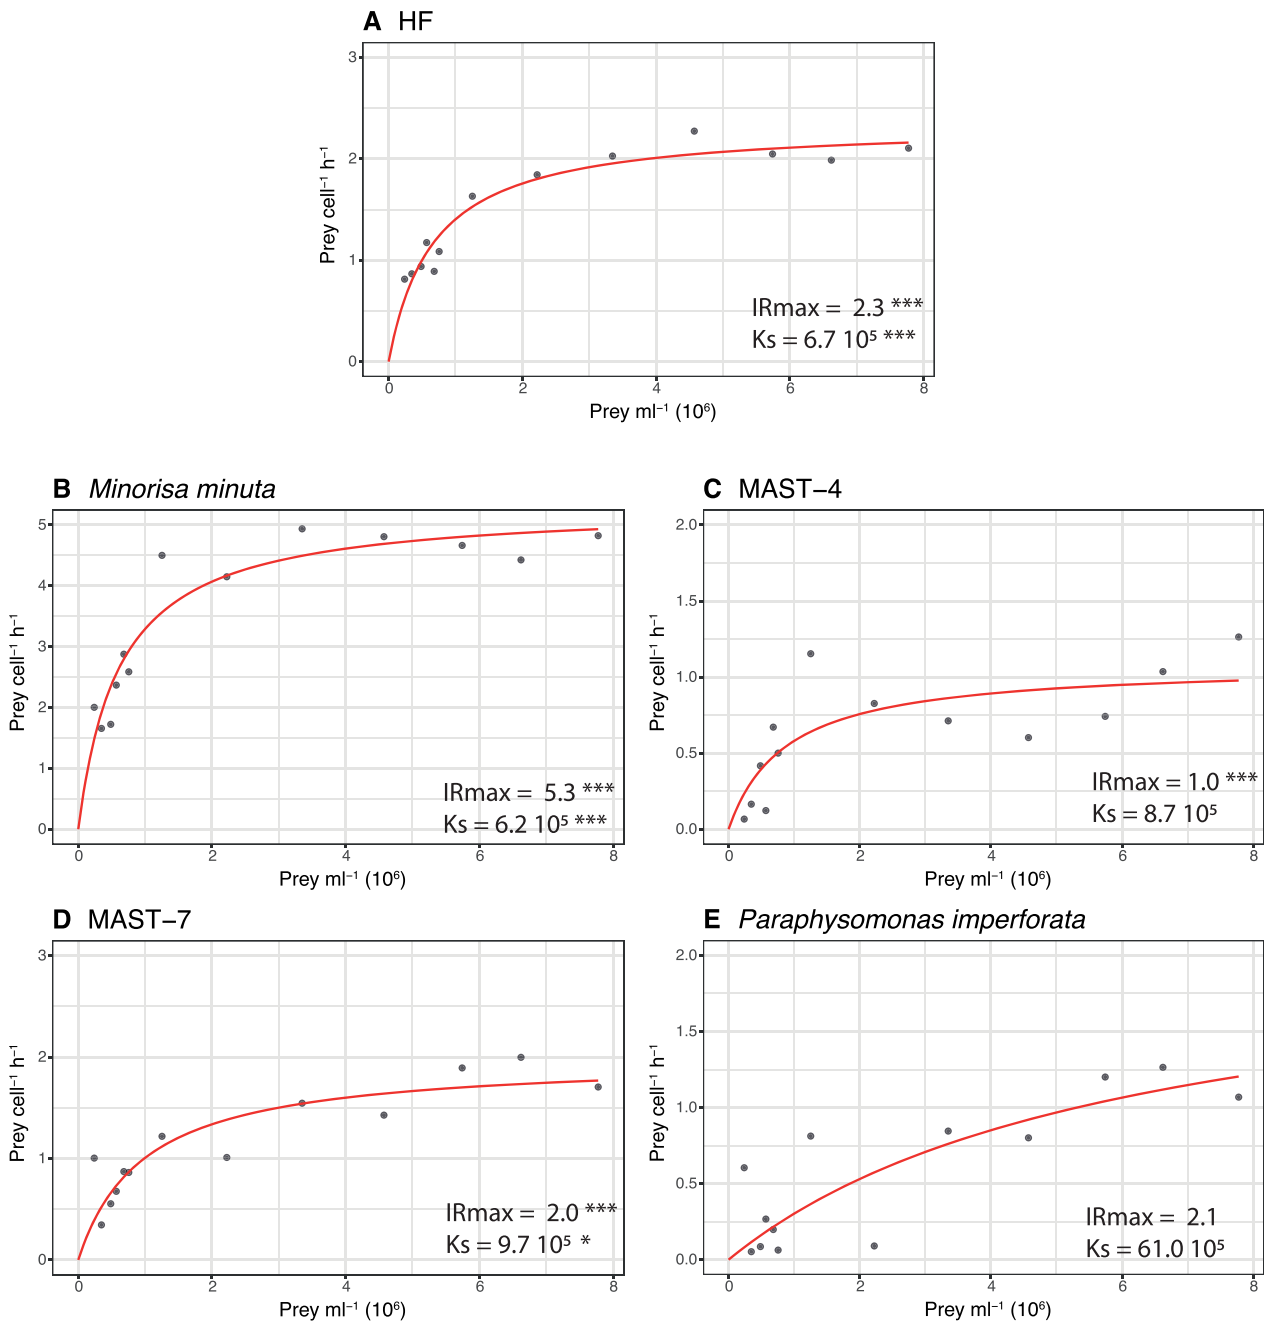 A HF
3
2
1
0
Prey cell⁻¹ h⁻¹
IRmax = 2.3 ***
Ks = 6.7 10⁵ ***
0 2 4 6 8
Prey ml⁻¹ (10⁶)
B Minorisa minuta
5
4
3
2
1
0
Prey cell⁻¹ h⁻¹
IRmax = 5.3 ***
Ks = 6.2 10⁵ ***
0 2 4 6 8
Prey ml⁻¹ (10⁶)
C MAST–4
2.0
1.5
1.0
0.5
0.0
Prey cell⁻¹ h⁻¹
IRmax = 1.0 ***
Ks = 8.7 10⁵
0 2 4 6 8
Prey ml⁻¹ (10⁶)
D MAST–7
3
2
1
0
Prey cell⁻¹ h⁻¹
IRmax = 2.0 ***
Ks = 9.7 10⁵ *
0 2 4 6 8
Prey ml⁻¹ (10⁶)
E Paraphysomonas imperforata
2.0
1.5
1.0
0.5
0.0
Prey cell⁻¹ h⁻¹
IRmax = 2.1
Ks = 61.0 10⁵
0 2 4 6 8
Prey ml⁻¹ (10⁶)